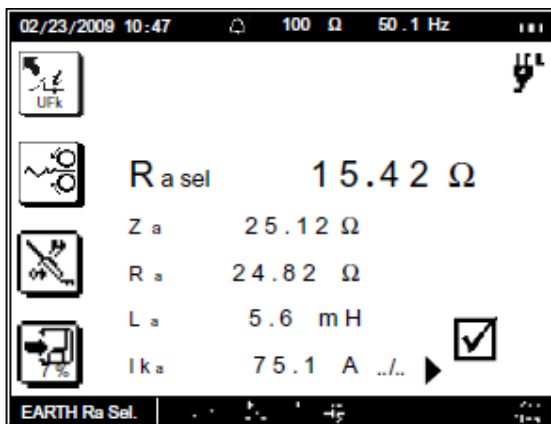 02/23/2009 10:47 100 Ω 50.1 Hz
UFk
R a sel 15.42 Ω
Z a 25.12 Ω
R a 24.82 Ω
L a 5.6 mH
7%
Ik a 75.1 A ../..
EARTH Ra Sel.